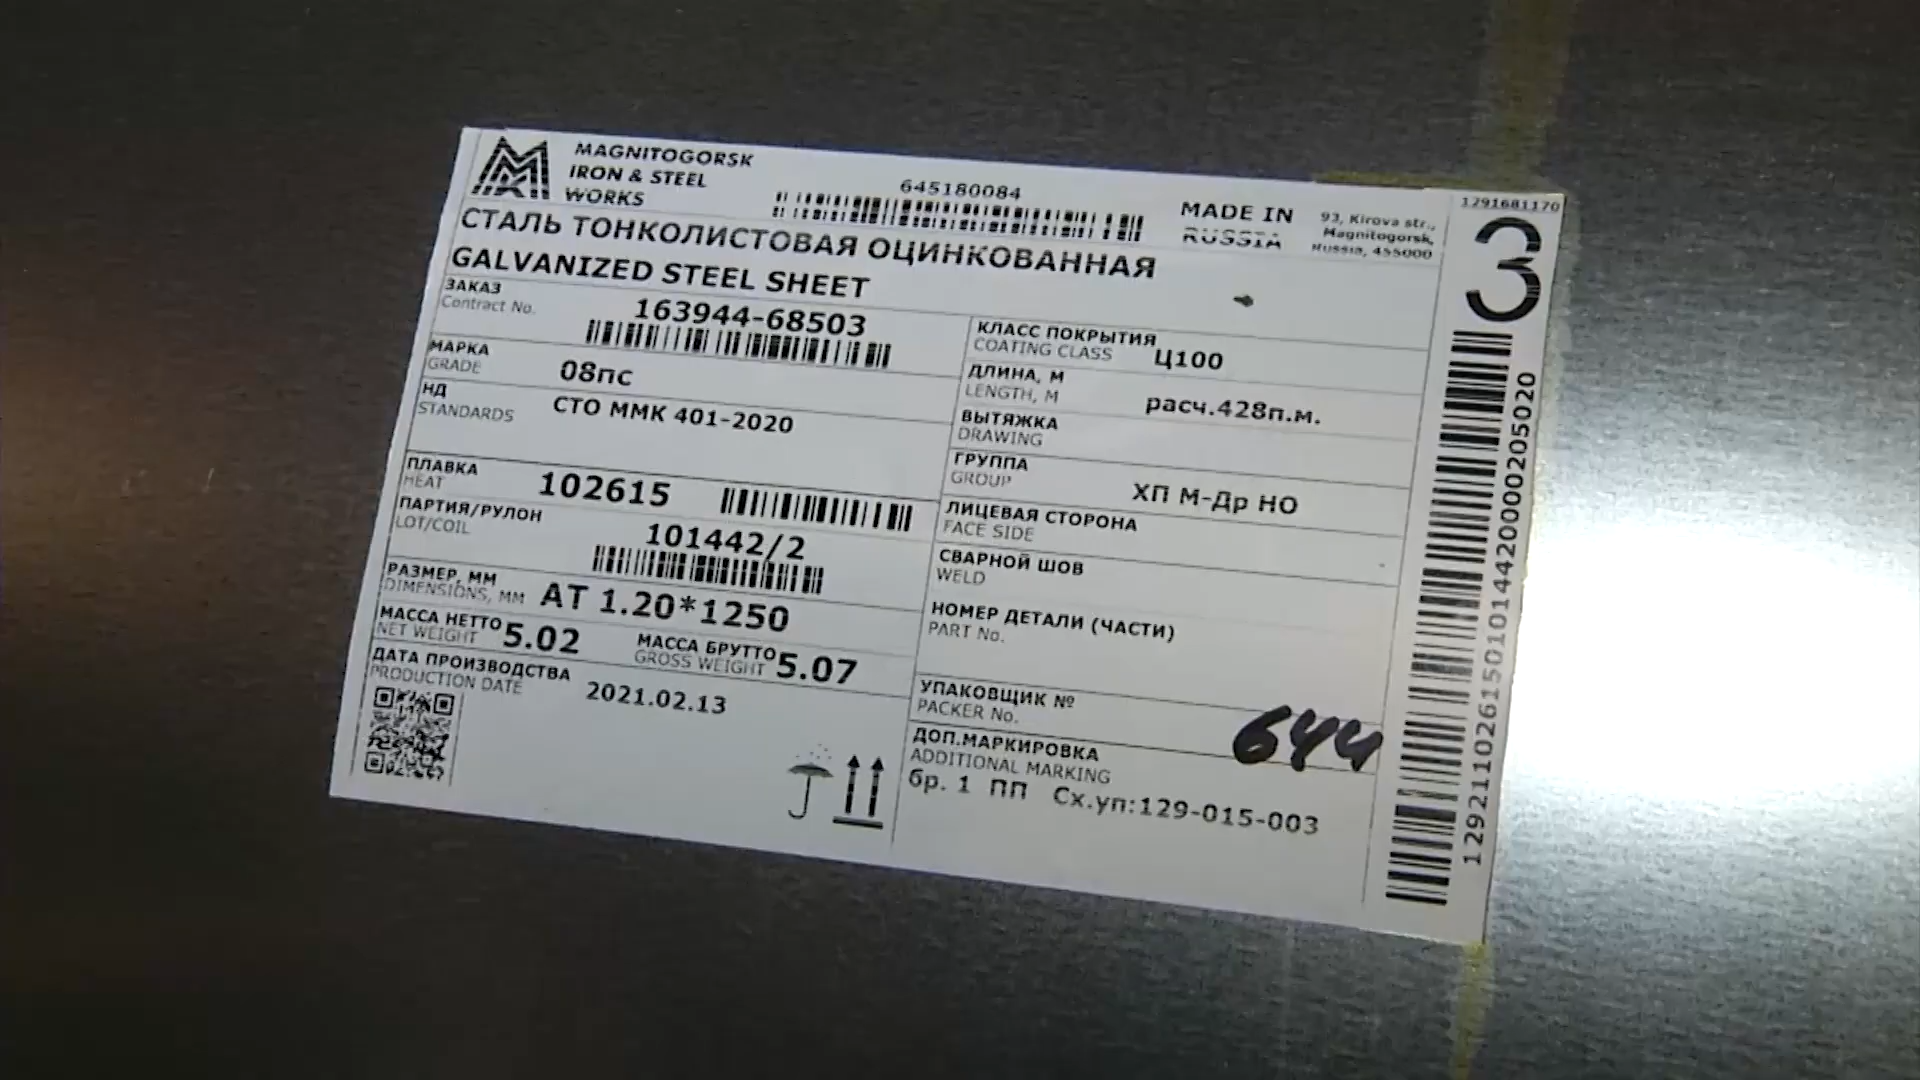 MAGNITOGORSK
IRON & STEEL
WORKS
645180084
MADE IN
RUSSIA
93, Kirova str.,
Magnitogorsk,
Russia, 455000
1291681170
3
СТАЛЬ ТОНКОЛИСТОВАЯ ОЦИНКОВАННАЯ
GALVANIZED STEEL SHEET
ЗАКАЗ
Contract No.
163944-68503
МАРКА
GRADE
08пс
НД
STANDARDS
СТО ММК 401-2020
ПЛАВКА
HEAT
102615
ПАРТИЯ/РУЛОН
LOT/COIL
101442/2
РАЗМЕР, ММ
DIMENSIONS, MM
АТ 1.20*1250
МАССА НЕТТО
NET WEIGHT
5.02
МАССА БРУТТО
GROSS WEIGHT
5.07
ДАТА ПРОИЗВОДСТВА
PRODUCTION DATE
2021.02.13
КЛАСС ПОКРЫТИЯ
COATING CLASS
Ц100
ДЛИНА, М
LENGTH, M
расч.428п.м.
ВЫТЯЖКА
DRAWING
ГРУППА
GROUP
ХП М-Др НО
ЛИЦЕВАЯ СТОРОНА
FACE SIDE
СВАРНОЙ ШОВ
WELD
НОМЕР ДЕТАЛИ (ЧАСТИ)
PART No.
УПАКОВЩИК №
PACKER No.
644
ДОП.МАРКИРОВКА
ADDITIONAL MARKING
бр. 1 ПП Сх.уп:129-015-003
1292110261501014420000205020